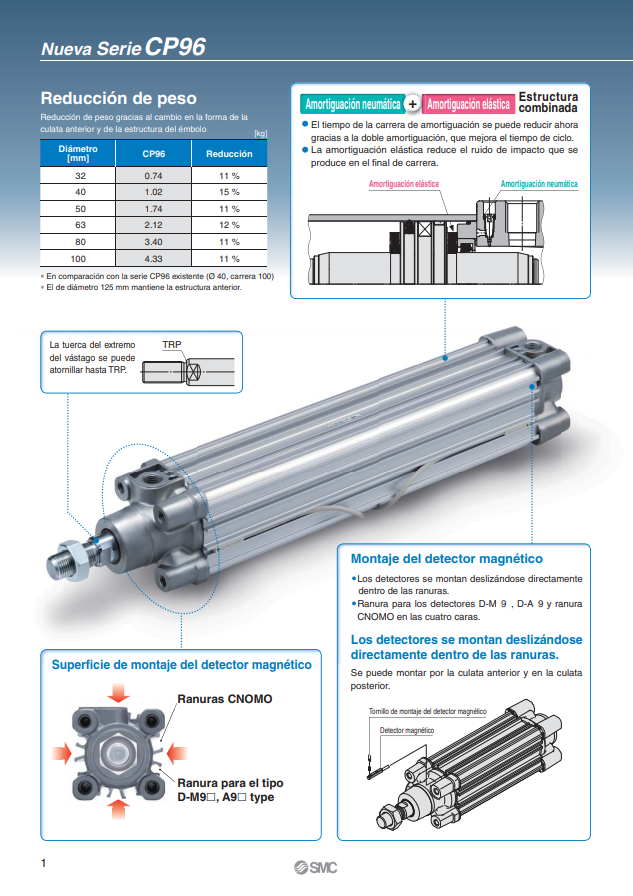 Nueva Serie CP96
Reducción de peso
Reducción de peso gracias al cambio en la forma de la
culata anterior y de la estructura del émbolo
[kg]
Diámetro [mm] CP96 Reducción
32 0.74 11 %
40 1.02 15 %
50 1.74 11 %
63 2.12 12 %
80 3.40 11 %
100 4.33 11 %
∗ En comparación con la serie CP96 existente (Ø 40, carrera 100)
∗ El de diámetro 125 mm mantiene la estructura anterior.
Amortiguación neumática + Amortiguación elástica Estructura
combinada
● El tiempo de la carrera de amortiguación se puede reducir ahora
gracias a la doble amortiguación, que mejora el tiempo de ciclo.
● La amortiguación elástica reduce el ruido de impacto que se
produce en el final de carrera.
Amortiguación elástica Amortiguación neumática
La tuerca del extremo
del vástago se puede
atornillar hasta TRP.
TRP
Montaje del detector magnético
●Los detectores se montan deslizándose directamente
dentro de las ranuras.
●Ranura para los detectores D-M 9 , D-A 9 y ranura
CNOMO en las cuatro caras.
Los detectores se montan deslizándose
directamente dentro de las ranuras.
Se puede montar por la culata anterior y en la culata
posterior.
Tornillo de montaje del detector magnético
Detector magnético
Superficie de montaje del detector magnético
Ranuras CNOMO
Ranura para el tipo
D-M9□, A9□ type
1
SMC